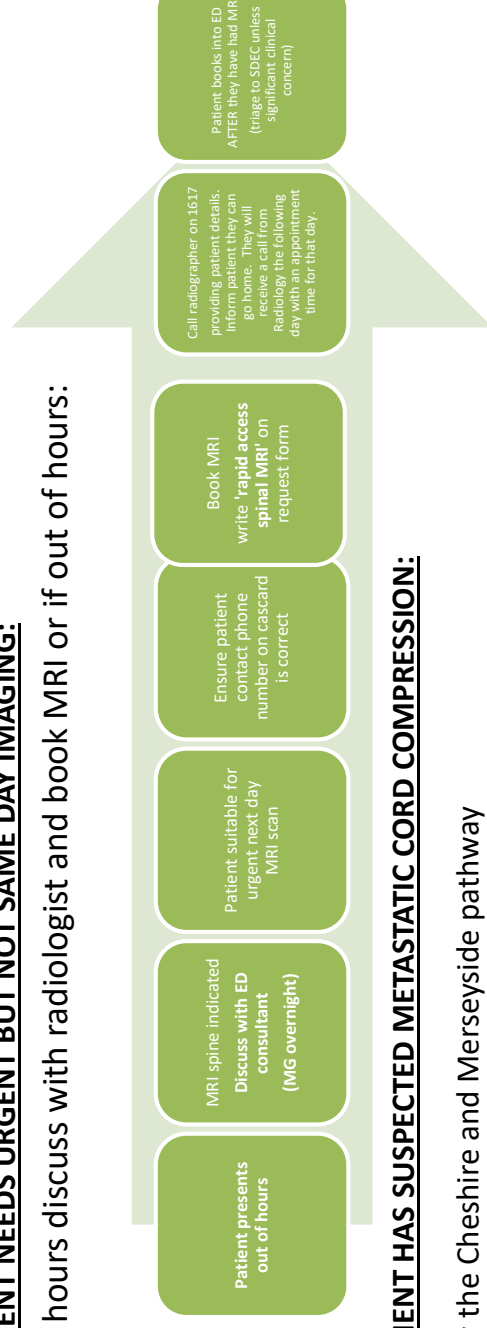 ENT NEEDS URGENT BUT NOT SAME DAY IMAGING:
hours discuss with radiologist and book MRI or if out of hours:
Patient presents
out of hours
MRI spine indicated
Discuss with ED
consultant
(MG overnight)
Patient suitable for
urgent next day
MRI scan
Ensure patient
contact phone
number on cascard
is correct
Book MRI
write 'rapid access
spinal MRI' on
request form
Call radiographer on 1617
providing patient details.
Inform patient they can
go home. They will
receive a call from
Radiology the following
day with an appointment
time for that day.
Patient books into ED
AFTER they have had MR
(triage to SDEC unless
significant clinical
concern)
ENT HAS SUSPECTED METASTATIC CORD COMPRESSION:
the Cheshire and Merseyside pathway